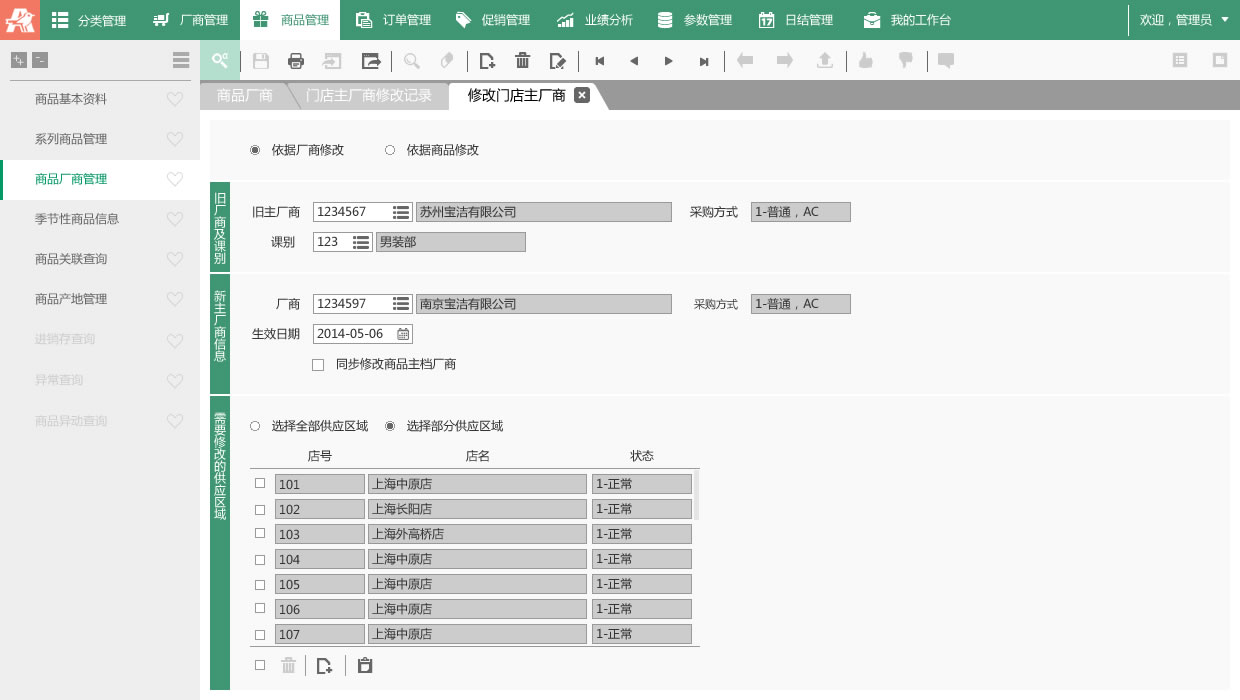 分类管理 厂商管理 商品管理 订单管理 促销管理 业绩分析 参数管理 日结管理 我的工作台 欢迎，管理员
商品厂商 门店主厂商修改记录 修改门店主厂商
商品基本资料
系列商品管理
商品厂商管理
季节性商品信息
商品关联查询
商品产地管理
进销存查询
异常查询
商品异动查询
依据厂商修改 依据商品修改
旧厂商及课别
旧主厂商 1234567 苏州宝洁有限公司 采购方式 1-普通，AC
课别 123 男装部
新主厂商信息
厂商 1234597 南京宝洁有限公司 采购方式 1-普通，AC
生效日期 2014-05-06
同步修改商品主档厂商
需要修改的供应区域
选择全部供应区域 选择部分供应区域
店号 店名 状态
101 上海中原店 1-正常
102 上海长阳店 1-正常
103 上海外高桥店 1-正常
104 上海中原店 1-正常
105 上海中原店 1-正常
106 上海中原店 1-正常
107 上海中原店 1-正常